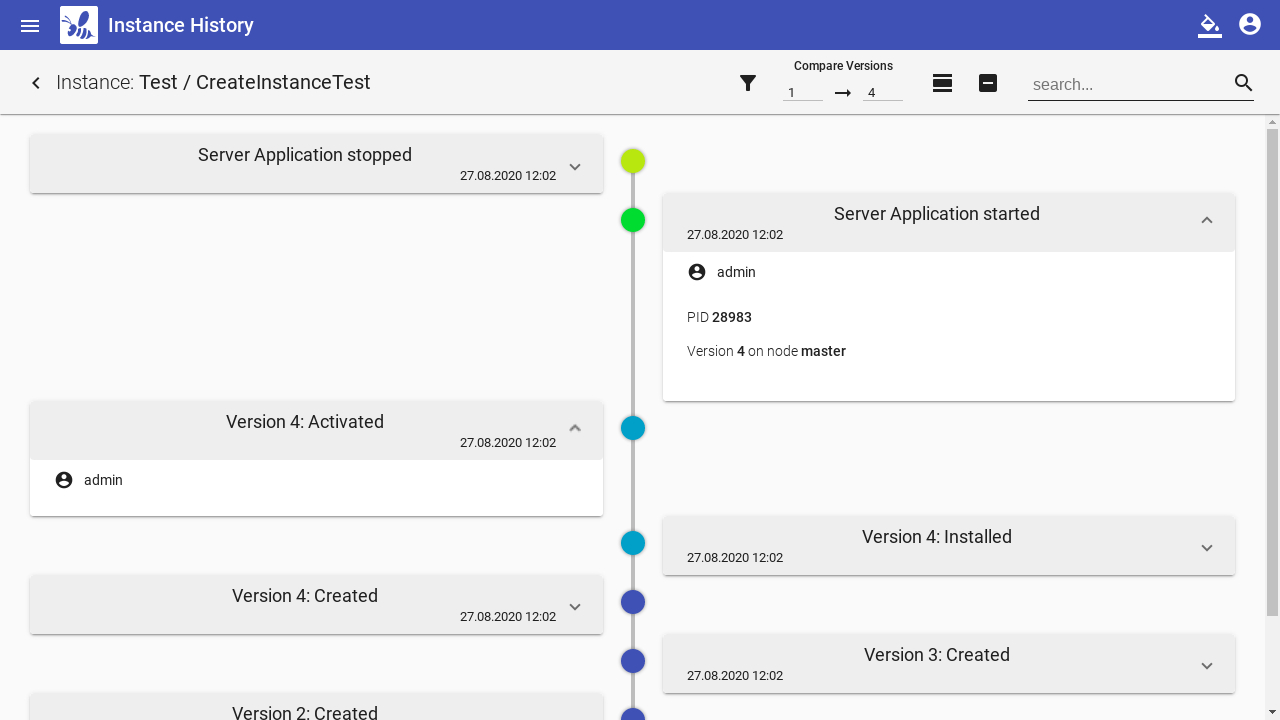 Instance History
Instance: Test / CreateInstanceTest
Compare Versions
1
4
search...
Server Application stopped
27.08.2020 12:02
Server Application started
27.08.2020 12:02
admin
PID 28983
Version 4 on node master
Version 4: Activated
27.08.2020 12:02
admin
Version 4: Installed
27.08.2020 12:02
Version 4: Created
27.08.2020 12:02
Version 3: Created
27.08.2020 12:02
Version 2: Created